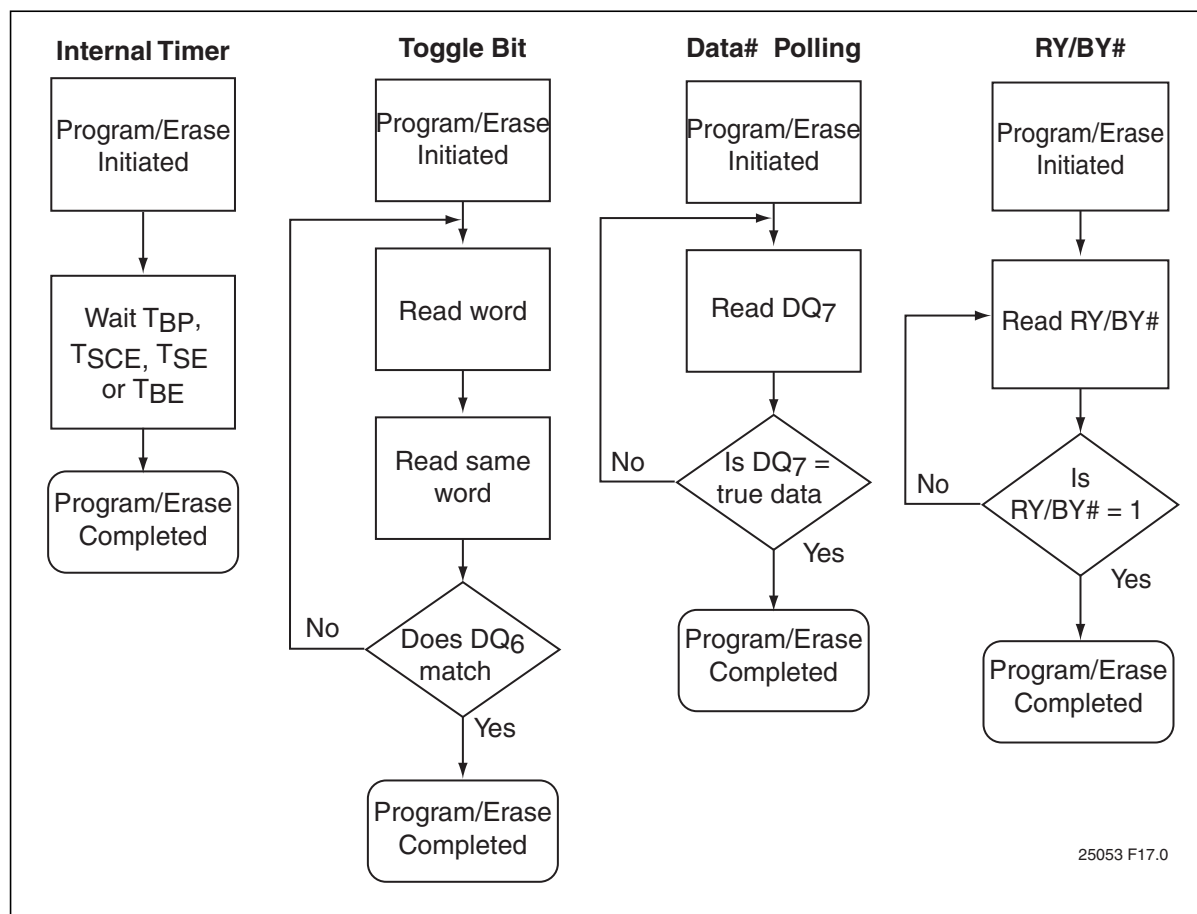 Internal Timer
Program/Erase
Initiated
Wait TBP,
TSCE, TSE
or TBE
Program/Erase
Completed
Toggle Bit
Program/Erase
Initiated
Read word
Read same
word
Does DQ6
match
No
Yes
Program/Erase
Completed
Data# Polling
Program/Erase
Initiated
Read DQ7
Is DQ7 =
true data
No
Yes
Program/Erase
Completed
RY/BY#
Program/Erase
Initiated
Read RY/BY#
Is
RY/BY# = 1
No
Yes
Program/Erase
Completed
25053 F17.0